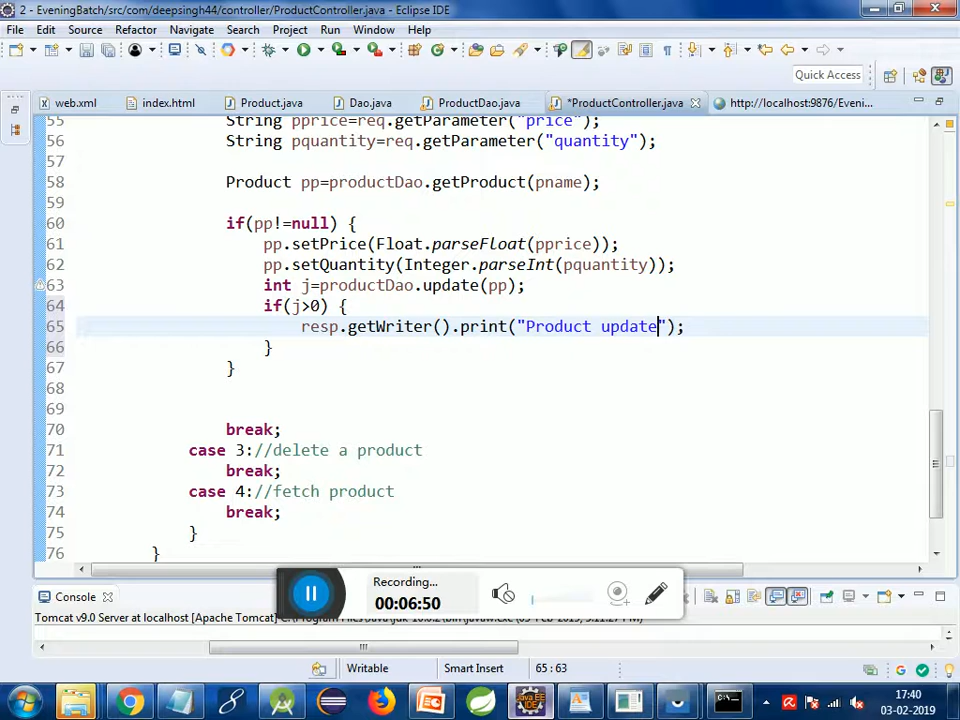 2 - EveningBatch/src/com/deepsingh44/controller/ProductController.java - Eclipse IDE
File Edit Source Refactor Navigate Search Project Run Window Help
Quick Access
web.xml index.html Product.java Dao.java ProductDao.java *ProductController.java http://localhost:9876/Eveni...
55 String pprice=req.getParameter("price");
56 String pquantity=req.getParameter("quantity");
57
58 Product pp=productDao.getProduct(pname);
59
60 if(pp!=null) {
61 pp.setPrice(Float.parseFloat(pprice));
62 pp.setQuantity(Integer.parseInt(pquantity));
63 int j=productDao.update(pp);
64 if(j>0) {
65 resp.getWriter().print("Product update");
66 }
67 }
68
69
70 break;
71 case 3://delete a product
72 break;
73 case 4://fetch product
74 break;
75 }
76 }
Recording...
00:06:50
Console
Tomcat v9.0 Server at localhost [Apache Tomcat]
Writable Smart Insert 65 : 63
17:40
03-02-2019